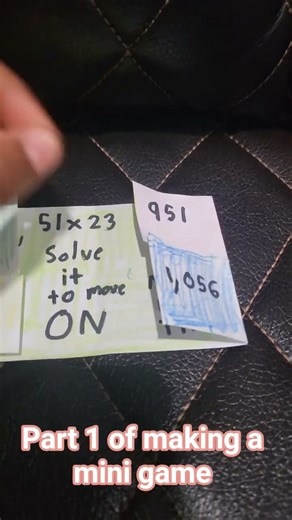 51x23
951
Solve
it
to move
ON
1,056
Part 1 of making a
mini game